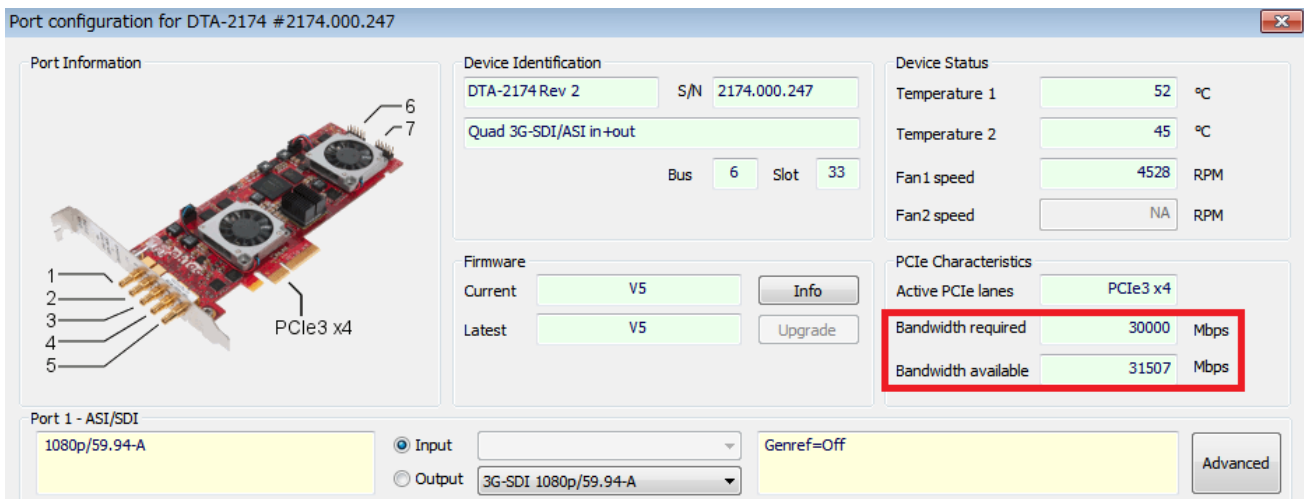 Port configuration for DTA-2174 #2174.000.247
Port Information
6
7
1
2
3
4
5
PCIe3 x4
Device Identification
DTA-2174 Rev 2 S/N 2174.000.247
Quad 3G-SDI/ASI in+out
Bus 6 Slot 33
Firmware
Current V5 Info
Latest V5 Upgrade
Device Status
Temperature 1 52 °C
Temperature 2 45 °C
Fan1 speed 4528 RPM
Fan2 speed NA RPM
PCIe Characteristics
Active PCIe lanes PCIe3 x4
Bandwidth required 30000 Mbps
Bandwidth available 31507 Mbps
Port 1 - ASI/SDI
1080p/59.94-A
Input
Output 3G-SDI 1080p/59.94-A
Genref=Off
Advanced